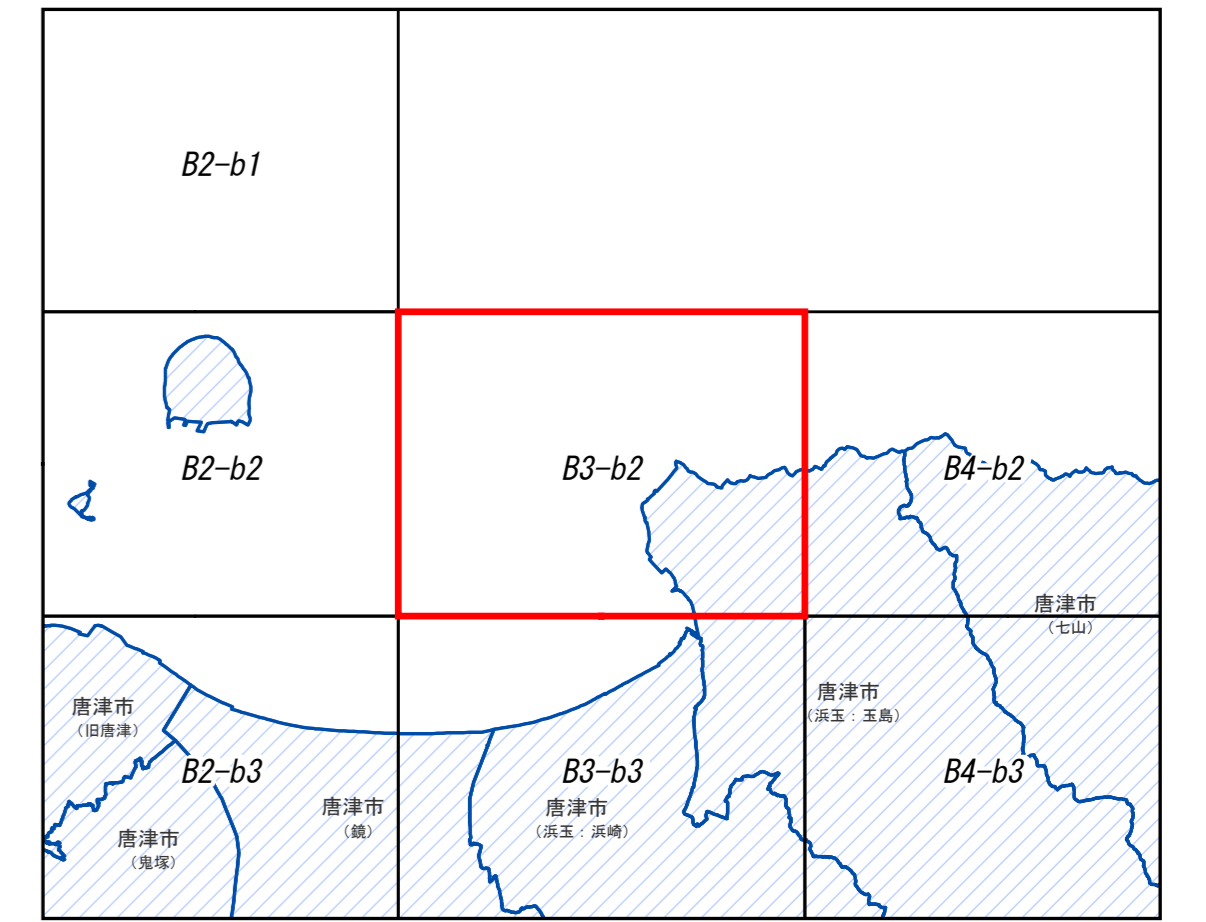 B2-b1
B2-b2
B3-b2
B4-b2
唐津市
（七山）
唐津市
（旧唐津）
唐津市
（浜玉：玉島）
B2-b3
B3-b3
B4-b3
唐津市
（鏡）
唐津市
（浜玉：浜崎）
唐津市
（鬼塚）